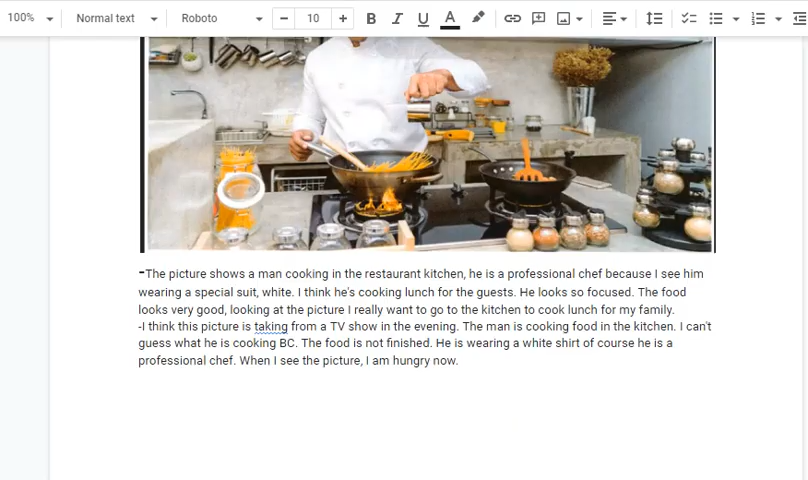 100% Normal text Roboto − 10 + B I U A
-The picture shows a man cooking in the restaurant kitchen, he is a professional chef because I see him
wearing a special suit, white. I think he's cooking lunch for the guests. He looks so focused. The food
looks very good, looking at the picture I really want to go to the kitchen to cook lunch for my family.
-I think this picture is taking from a TV show in the evening. The man is cooking food in the kitchen. I can't
guess what he is cooking BC. The food is not finished. He is wearing a white shirt of course he is a
professional chef. When I see the picture, I am hungry now.